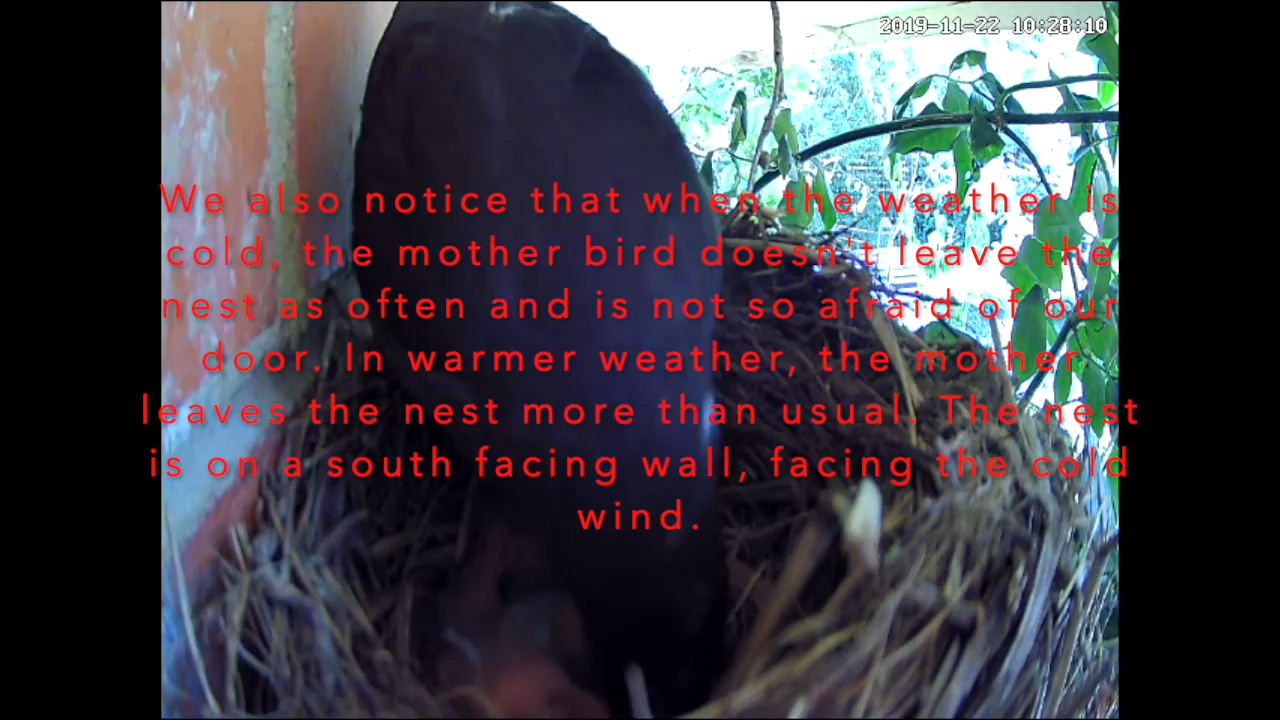 2019-11-22 10:28:10
We also notice that when the weather is
cold, the mother bird doesn't leave the
nest as often and is not so afraid of our
door. In warmer weather, the mother
leaves the nest more than usual. The nest
is on a south facing wall, facing the cold
wind.